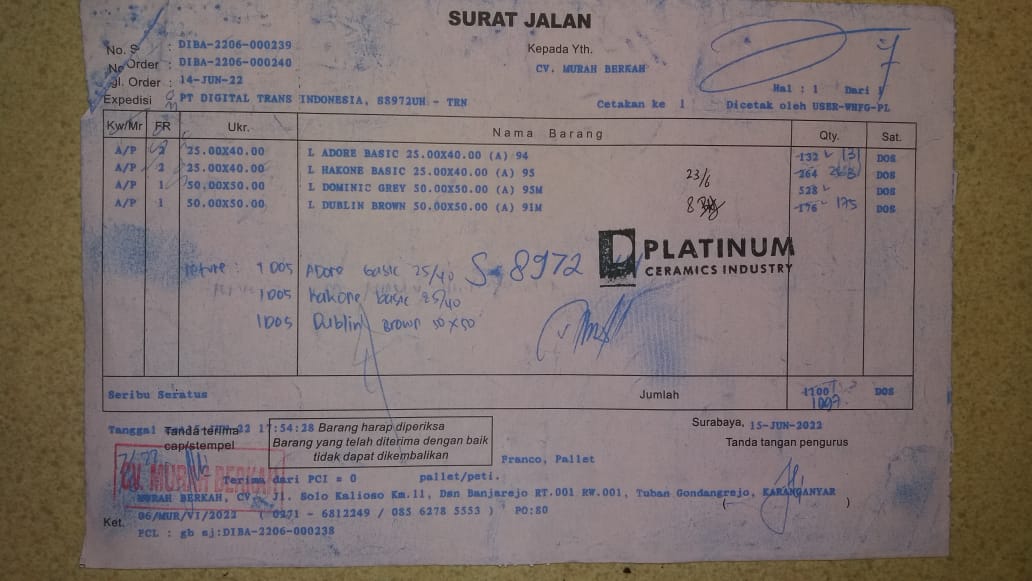 SURAT JALAN
No. S : DIBA-2206-000239
No Order : DIBA-2206-000240
gl. Order : 14-JUN-22
Expedisi PT DIGITAL TRANS INDONESIA, S8972UH - TRN
Kepada Yth.
CV. MURAH BERKAH
Hal : 1 Dari 1
Cetakan ke 1 Dicetak oleh USER-WHFG-PL
Kw/Mr FR Ukr. Nama Barang Qty. Sat.
A/P 2 25.00X40.00 L ADORE BASIC 25.00X40.00 (A) 94 132 131 DOS
A/P 2 25.00X40.00 L HAKONE BASIC 25.00X40.00 (A) 95 264 263 DOS
A/P 1 50.00X50.00 L DOMINIC GREY 50.00X50.00 (A) 95M 528 DOS
A/P 1 50.00X50.00 L DUBLIN BROWN 50.00X50.00 (A) 91M 176 175 DOS
23/6
PLATINUM
CERAMICS INDUSTRY
reture : 1 DOS Adore basic 25/40
S-8972
1DOS Hakone basic 25/40
1DOS Dublin Brown 50x50
Seribu Seratus Jumlah 1100 DOS
1097
Tanggal 17:54:28
Tanda terima
cap/stempel
Barang harap diperiksa
Barang yang telah diterima dengan baik
tidak dapat dikembalikan
Surabaya, 15-JUN-2022
Tanda tangan pengurus
Franco, Pallet
CV. MURAH BERKAH
Terima dari PCI = 0 pallet/peti.
MURAH BERKAH, CV. Jl. Solo Kalioso Km.11, Dsn Banjarejo RT.001 RW.001, Tuban Gondangrejo, KARANGANYAR
06/MUR/VI/2022 ( 0271 - 6812249 / 085 6278 5553 ) PO:80
( )
Ket.
PCL : gb sj:DIBA-2206-000238